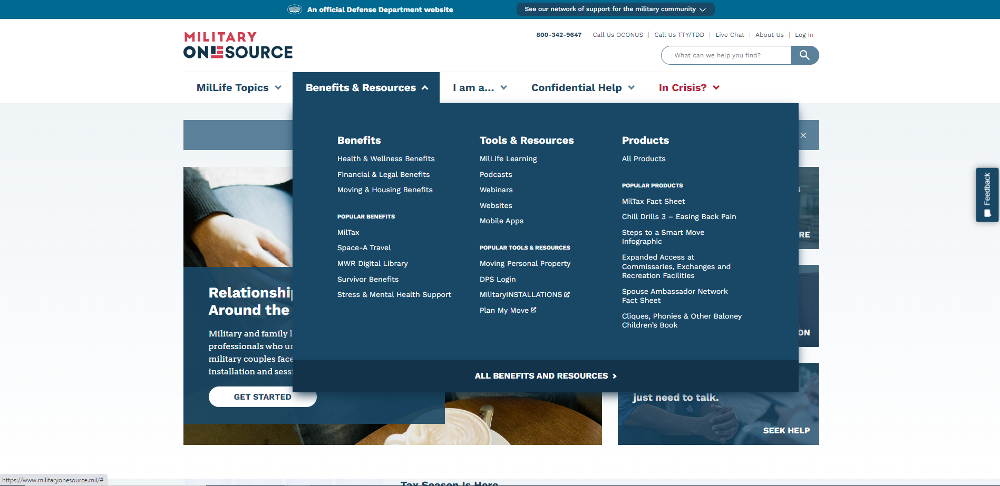 An official Defense Department website
See our network of support for the military community
MILITARY
ONESOURCE
800-342-9647
Call Us OCONUS
Call Us TTY/TDD
Live Chat
About Us
Log In
What can we help you find?
MilLife Topics
Benefits & Resources
I am a...
Confidential Help
In Crisis?
Benefits
Health & Wellness Benefits
Financial & Legal Benefits
Moving & Housing Benefits
POPULAR BENEFITS
MilTax
Space-A Travel
MWR Digital Library
Survivor Benefits
Stress & Mental Health Support
Tools & Resources
MilLife Learning
Podcasts
Webinars
Websites
Mobile Apps
POPULAR TOOLS & RESOURCES
Moving Personal Property
DPS Login
MilitaryINSTALLATIONS
Plan My Move
Products
All Products
POPULAR PRODUCTS
MilTax Fact Sheet
Chill Drills 3 – Easing Back Pain
Steps to a Smart Move
Infographic
Expanded Access at
Commissaries, Exchanges and
Recreation Facilities
Spouse Ambassador Network
Fact Sheet
Cliques, Phonies & Other Baloney
Children's Book
ALL BENEFITS AND RESOURCES
Around the
Military and family
professionals who
military couples
installation and
GET STARTED
just need to talk.
SEEK HELP
Feedback
https://www.militaryonesource.mil/#
Tax Season Is Here